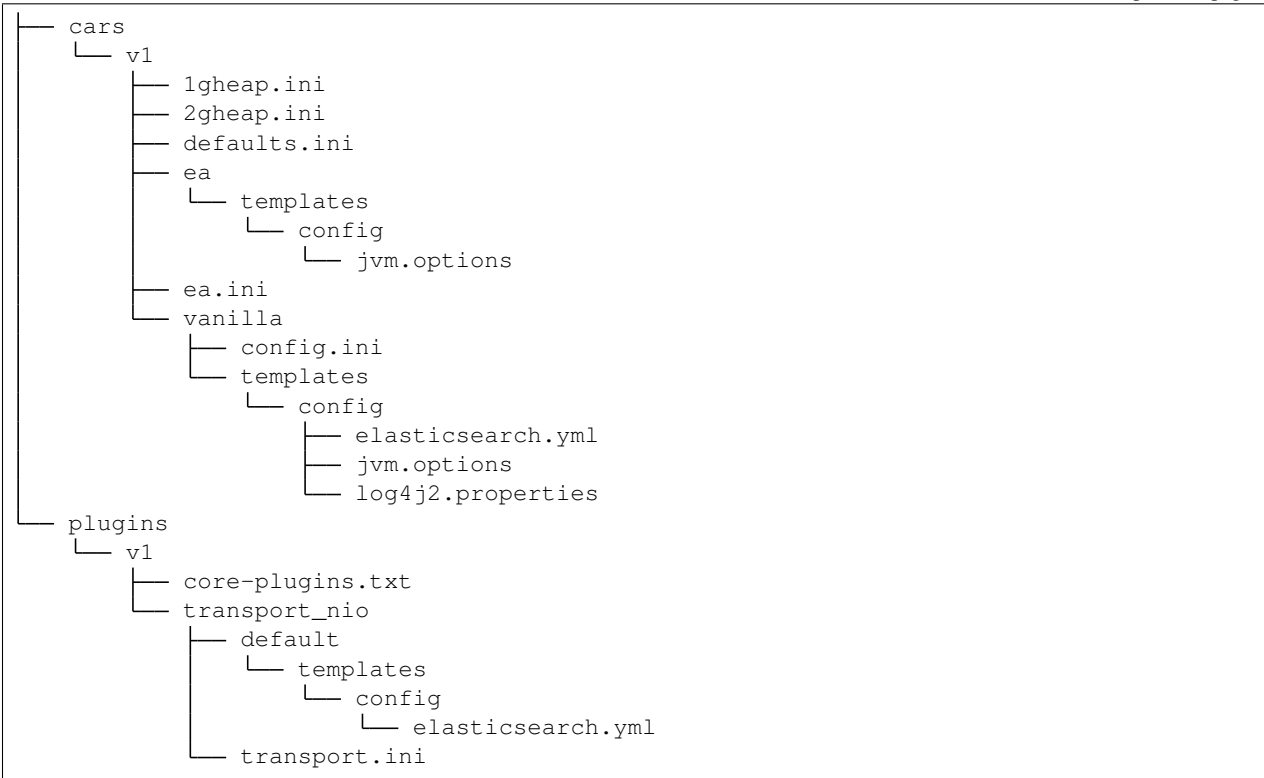 ├── cars
│   └── v1
│       ├── 1gheap.ini
│       ├── 2gheap.ini
│       ├── defaults.ini
│       ├── ea
│       │   └── templates
│       │       └── config
│       │           └── jvm.options
│       ├── ea.ini
│       └── vanilla
│           ├── config.ini
│           └── templates
│               └── config
│                   ├── elasticsearch.yml
│                   ├── jvm.options
│                   └── log4j2.properties
└── plugins
    └── v1
        ├── core-plugins.txt
        └── transport_nio
            ├── default
            │   └── templates
            │       └── config
            │           └── elasticsearch.yml
            └── transport.ini